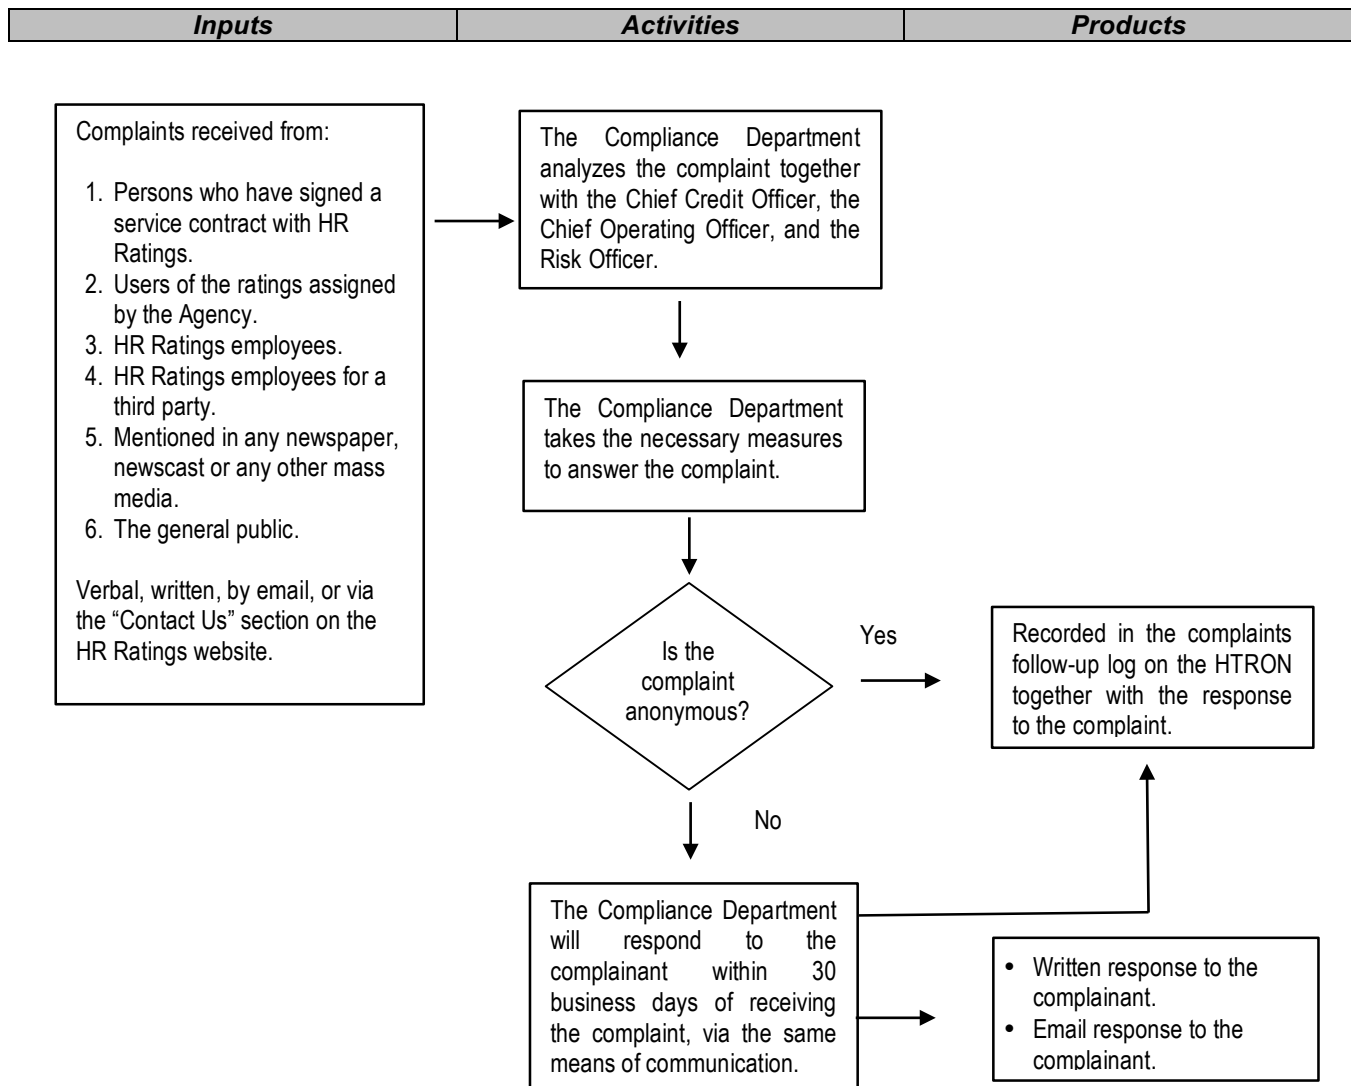 Inputs
Activities
Products
Complaints received from:
1. Persons who have signed a
service contract with HR
Ratings.
2. Users of the ratings assigned
by the Agency.
3. HR Ratings employees.
4. HR Ratings employees for a
third party.
5. Mentioned in any newspaper,
newscast or any other mass
media.
6. The general public.
Verbal, written, by email, or via
the “Contact Us” section on the
HR Ratings website.
The Compliance Department
analyzes the complaint together
with the Chief Credit Officer, the
Chief Operating Officer, and the
Risk Officer.
The Compliance Department
takes the necessary measures
to answer the complaint.
Is the
complaint
anonymous?
Yes
Recorded in the complaints
follow-up log on the HTRON
together with the response
to the complaint.
No
The Compliance Department
will respond to the
complainant within 30
business days of receiving
the complaint, via the same
means of communication.
• Written response to the
complainant.
• Email response to the
complainant.